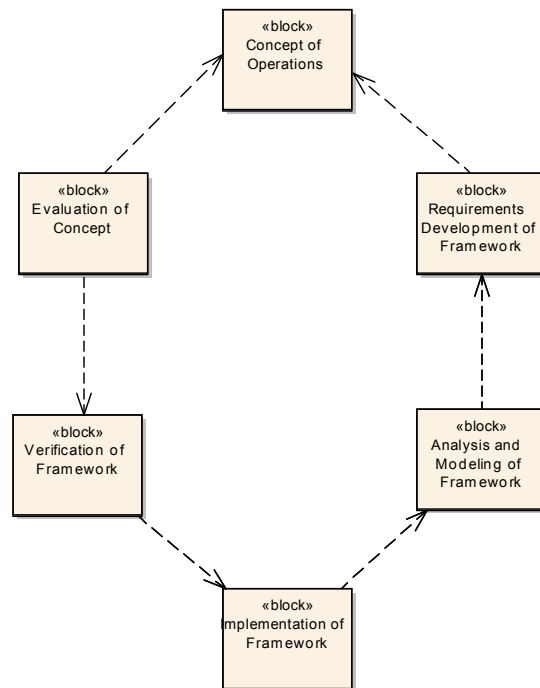 «block»
Concept of
Operations
«block»
Evaluation of
Concept
«block»
Requirements
Development of
Framework
«block»
Verification of
Framework
«block»
Analysis and
Modeling of
Framework
«block»
Implementation of
Framework